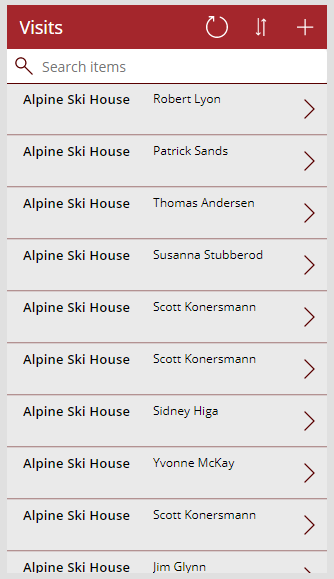 Visits
Search items
Alpine Ski House Robert Lyon
Alpine Ski House Patrick Sands
Alpine Ski House Thomas Andersen
Alpine Ski House Susanna Stubberod
Alpine Ski House Scott Konersmann
Alpine Ski House Scott Konersmann
Alpine Ski House Sidney Higa
Alpine Ski House Yvonne McKay
Alpine Ski House Scott Konersmann
Alpine Ski House Jim Glynn